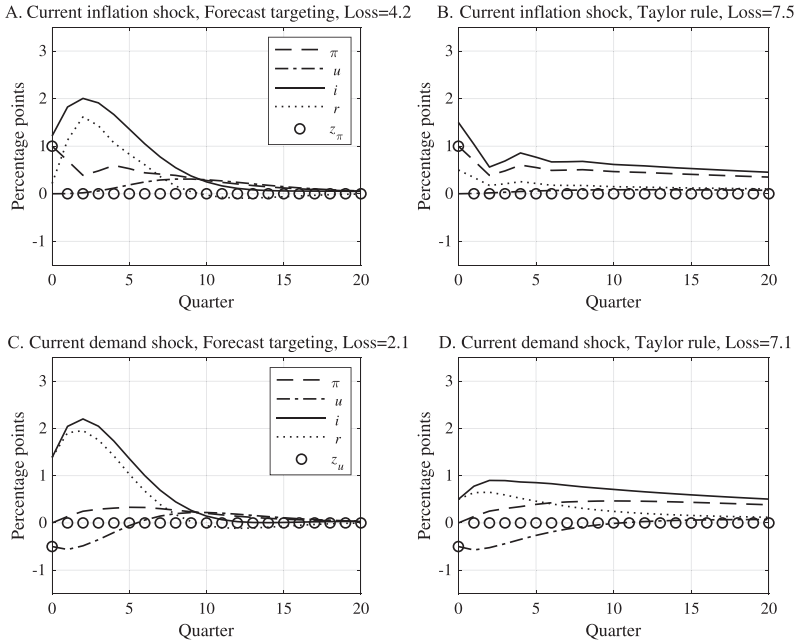 A. Current inflation shock, Forecast targeting, Loss=4.2
3
2
1
0
-1
Percentage points
π
u
i
r
z_π
0 5 10 15 20
Quarter
B. Current inflation shock, Taylor rule, Loss=7.5
3
2
1
0
-1
Percentage points
0 5 10 15 20
Quarter
C. Current demand shock, Forecast targeting, Loss=2.1
3
2
1
0
-1
Percentage points
π
u
i
r
z_u
0 5 10 15 20
Quarter
D. Current demand shock, Taylor rule, Loss=7.1
3
2
1
0
-1
Percentage points
0 5 10 15 20
Quarter